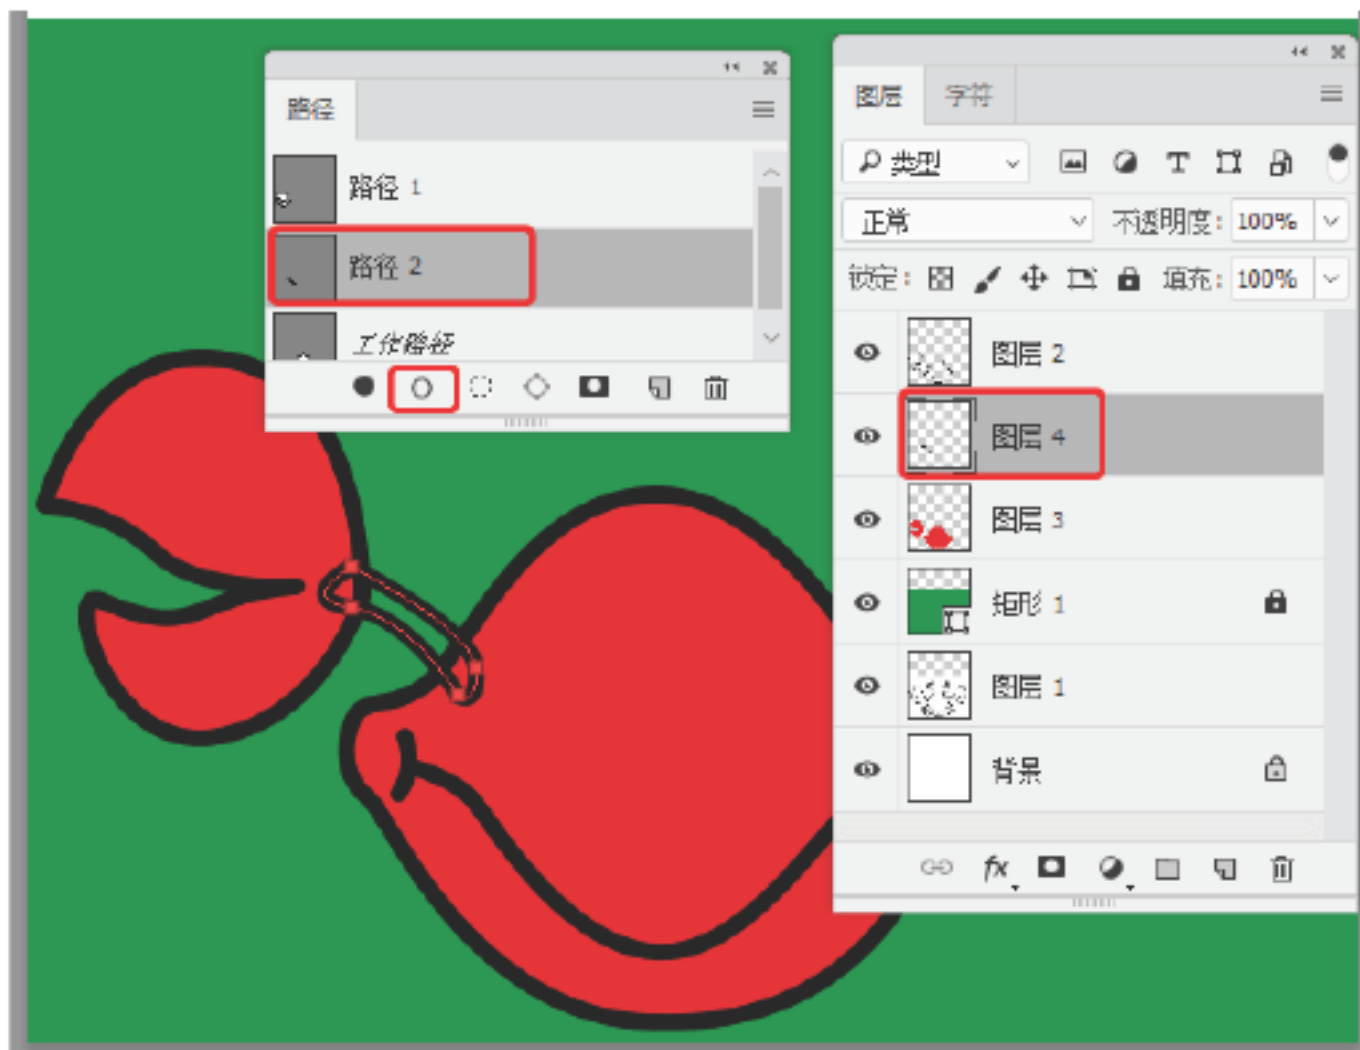 路径
路径 1
路径 2
工作路径
图层 字符
类型
正常 不透明度: 100%
锁定: 填充: 100%
图层 2
图层 4
图层 3
矩形 1
图层 1
背景
fx